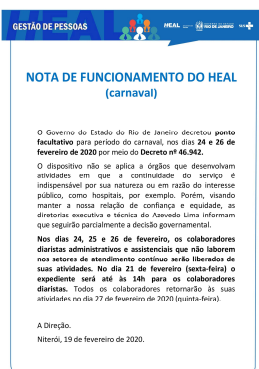 GESTÃO DE PESSOAS
HEAL
RIO DE JANEIRO
SUS
NOTA DE FUNCIONAMENTO DO HEAL
(carnaval)
O Governo do Estado do Rio de Janeiro decretou ponto
facultativo para período do carnaval, nos dias 24 e 26 de
fevereiro de 2020 por meio do Decreto nº 46.942.
O dispositivo não se aplica a órgãos que desenvolvam
atividades em que a continuidade do serviço é
indispensável por sua natureza ou em razão do interesse
público, como hospitais, por exemplo. Porém, visando
manter a nossa relação de confiança e equidade, as
diretorias executiva e técnica do Azevedo Lima informam
que seguirão parcialmente a decisão governamental.
Nos dias 24, 25 e 26 de fevereiro, os colaboradores
diaristas administrativos e assistenciais que não laborem
nos setores de atendimento contínuo serão liberados de
suas atividades. No dia 21 de fevereiro (sexta-feira) o
expediente será até às 14h para os colaboradores
diaristas. Todos os colaboradores retornarão às suas
atividades no dia 27 de fevereiro de 2020 (quinta-feira).
A Direção.
Niterói, 19 de fevereiro de 2020.